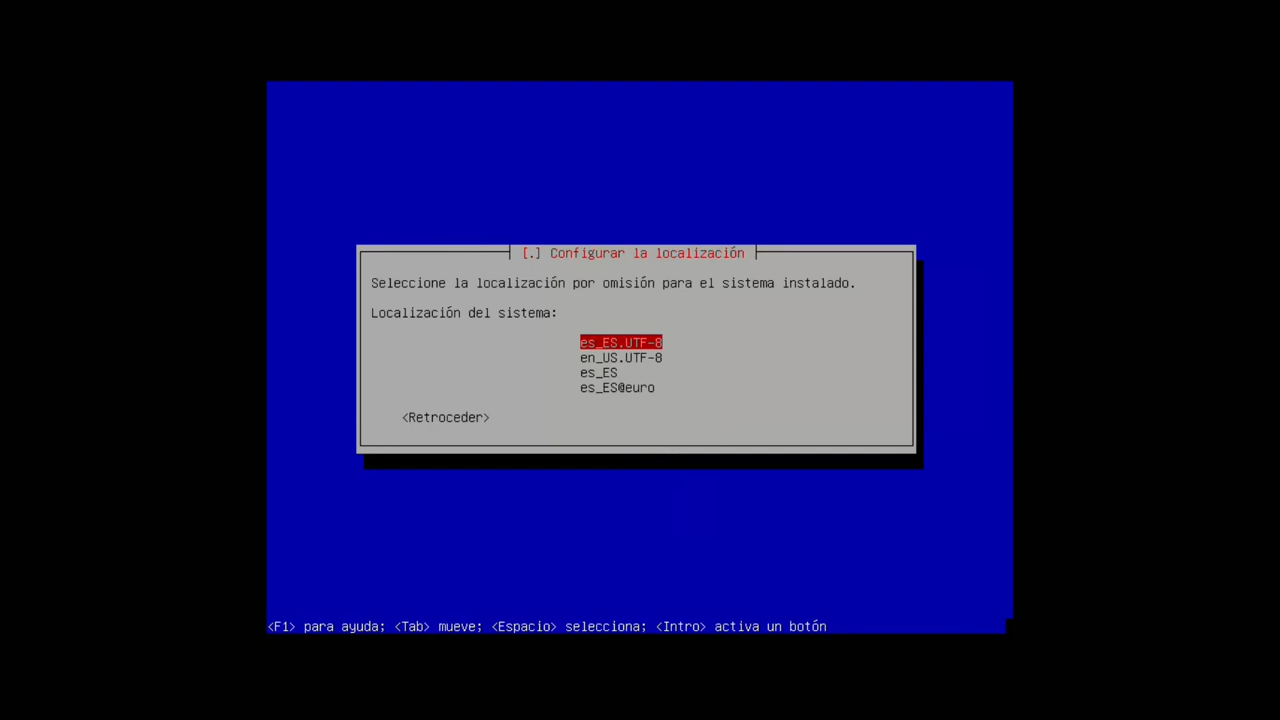 [.] Configurar la localización
Seleccione la localización por omisión para el sistema instalado.
Localización del sistema:
es_ES.UTF-8
en_US.UTF-8
es_ES
es_ES@euro
<Retroceder>
<F1> para ayuda; <Tab> mueve; <Espacio> selecciona; <Intro> activa un botón